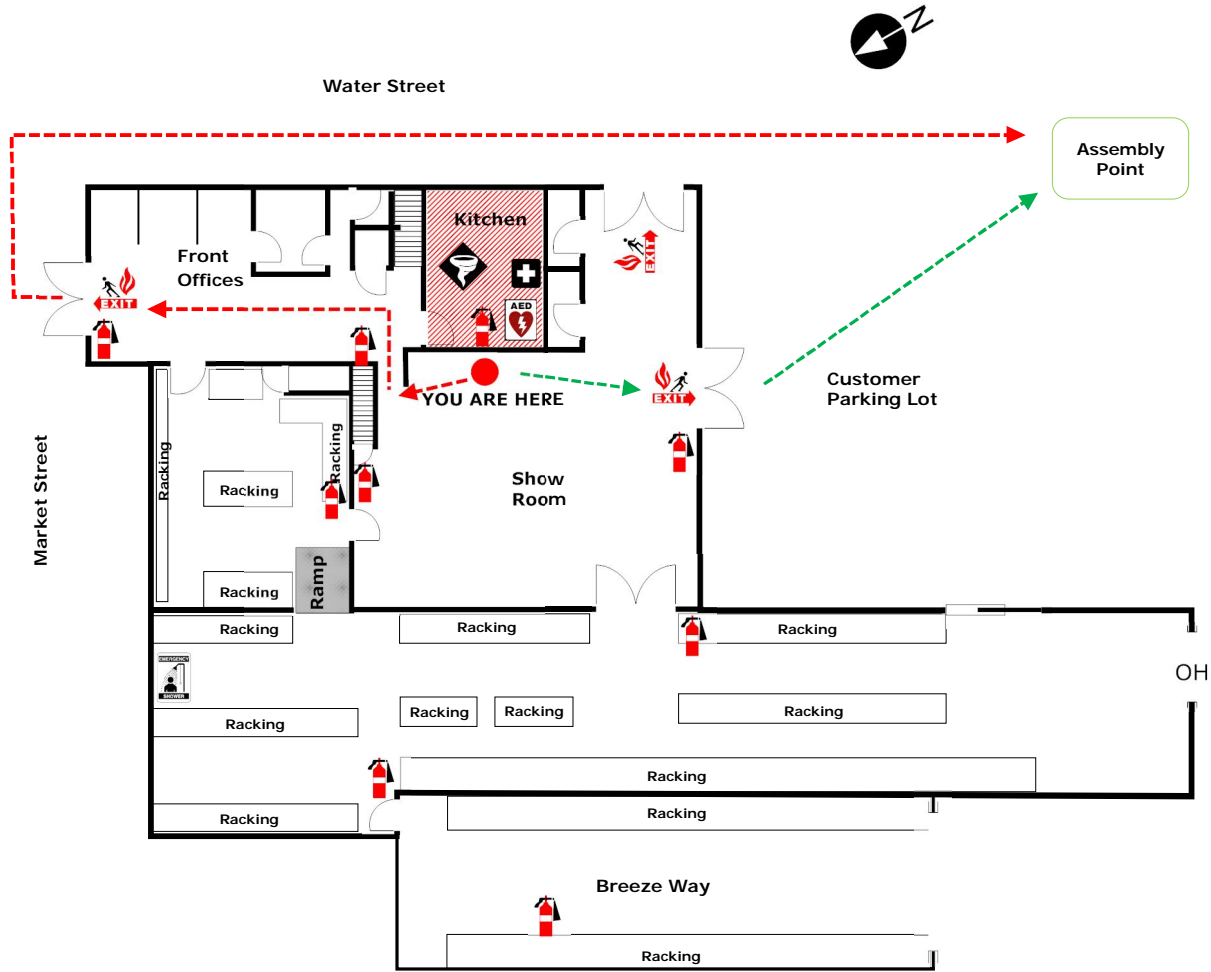 N
Water Street
Assembly
Point
Kitchen
Front
Offices
EXIT
EXIT
AED
YOU ARE HERE
EXIT
Customer
Parking Lot
Market Street
Racking
Racking
Racking
Show
Room
Racking
Ramp
Racking
Racking
Racking
EMERGENCY
SHOWER
OH
Racking
Racking
Racking
Racking
Racking
Racking
Racking
Breeze Way
Racking